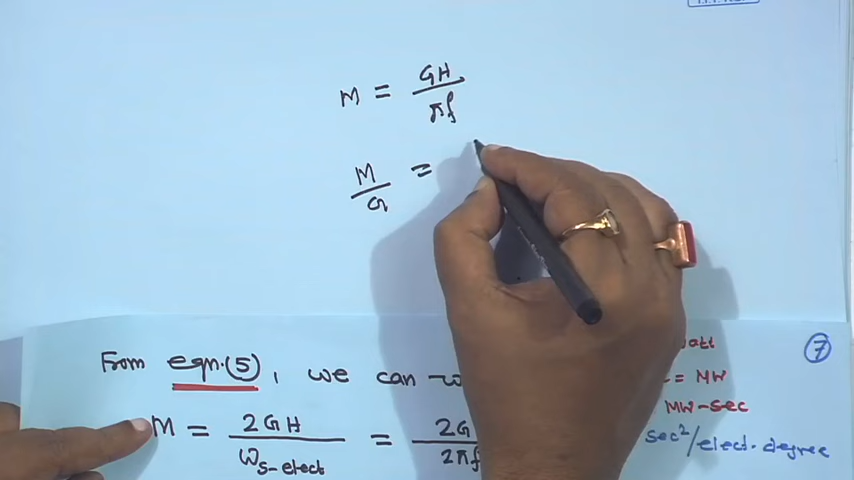 M = GH / πf
M / G =
⑦
From eqn.(5), we can
att
= MW
MW-sec
M = 2GH / ωs-elect = 2G / 2πf
sec²/elect. degree